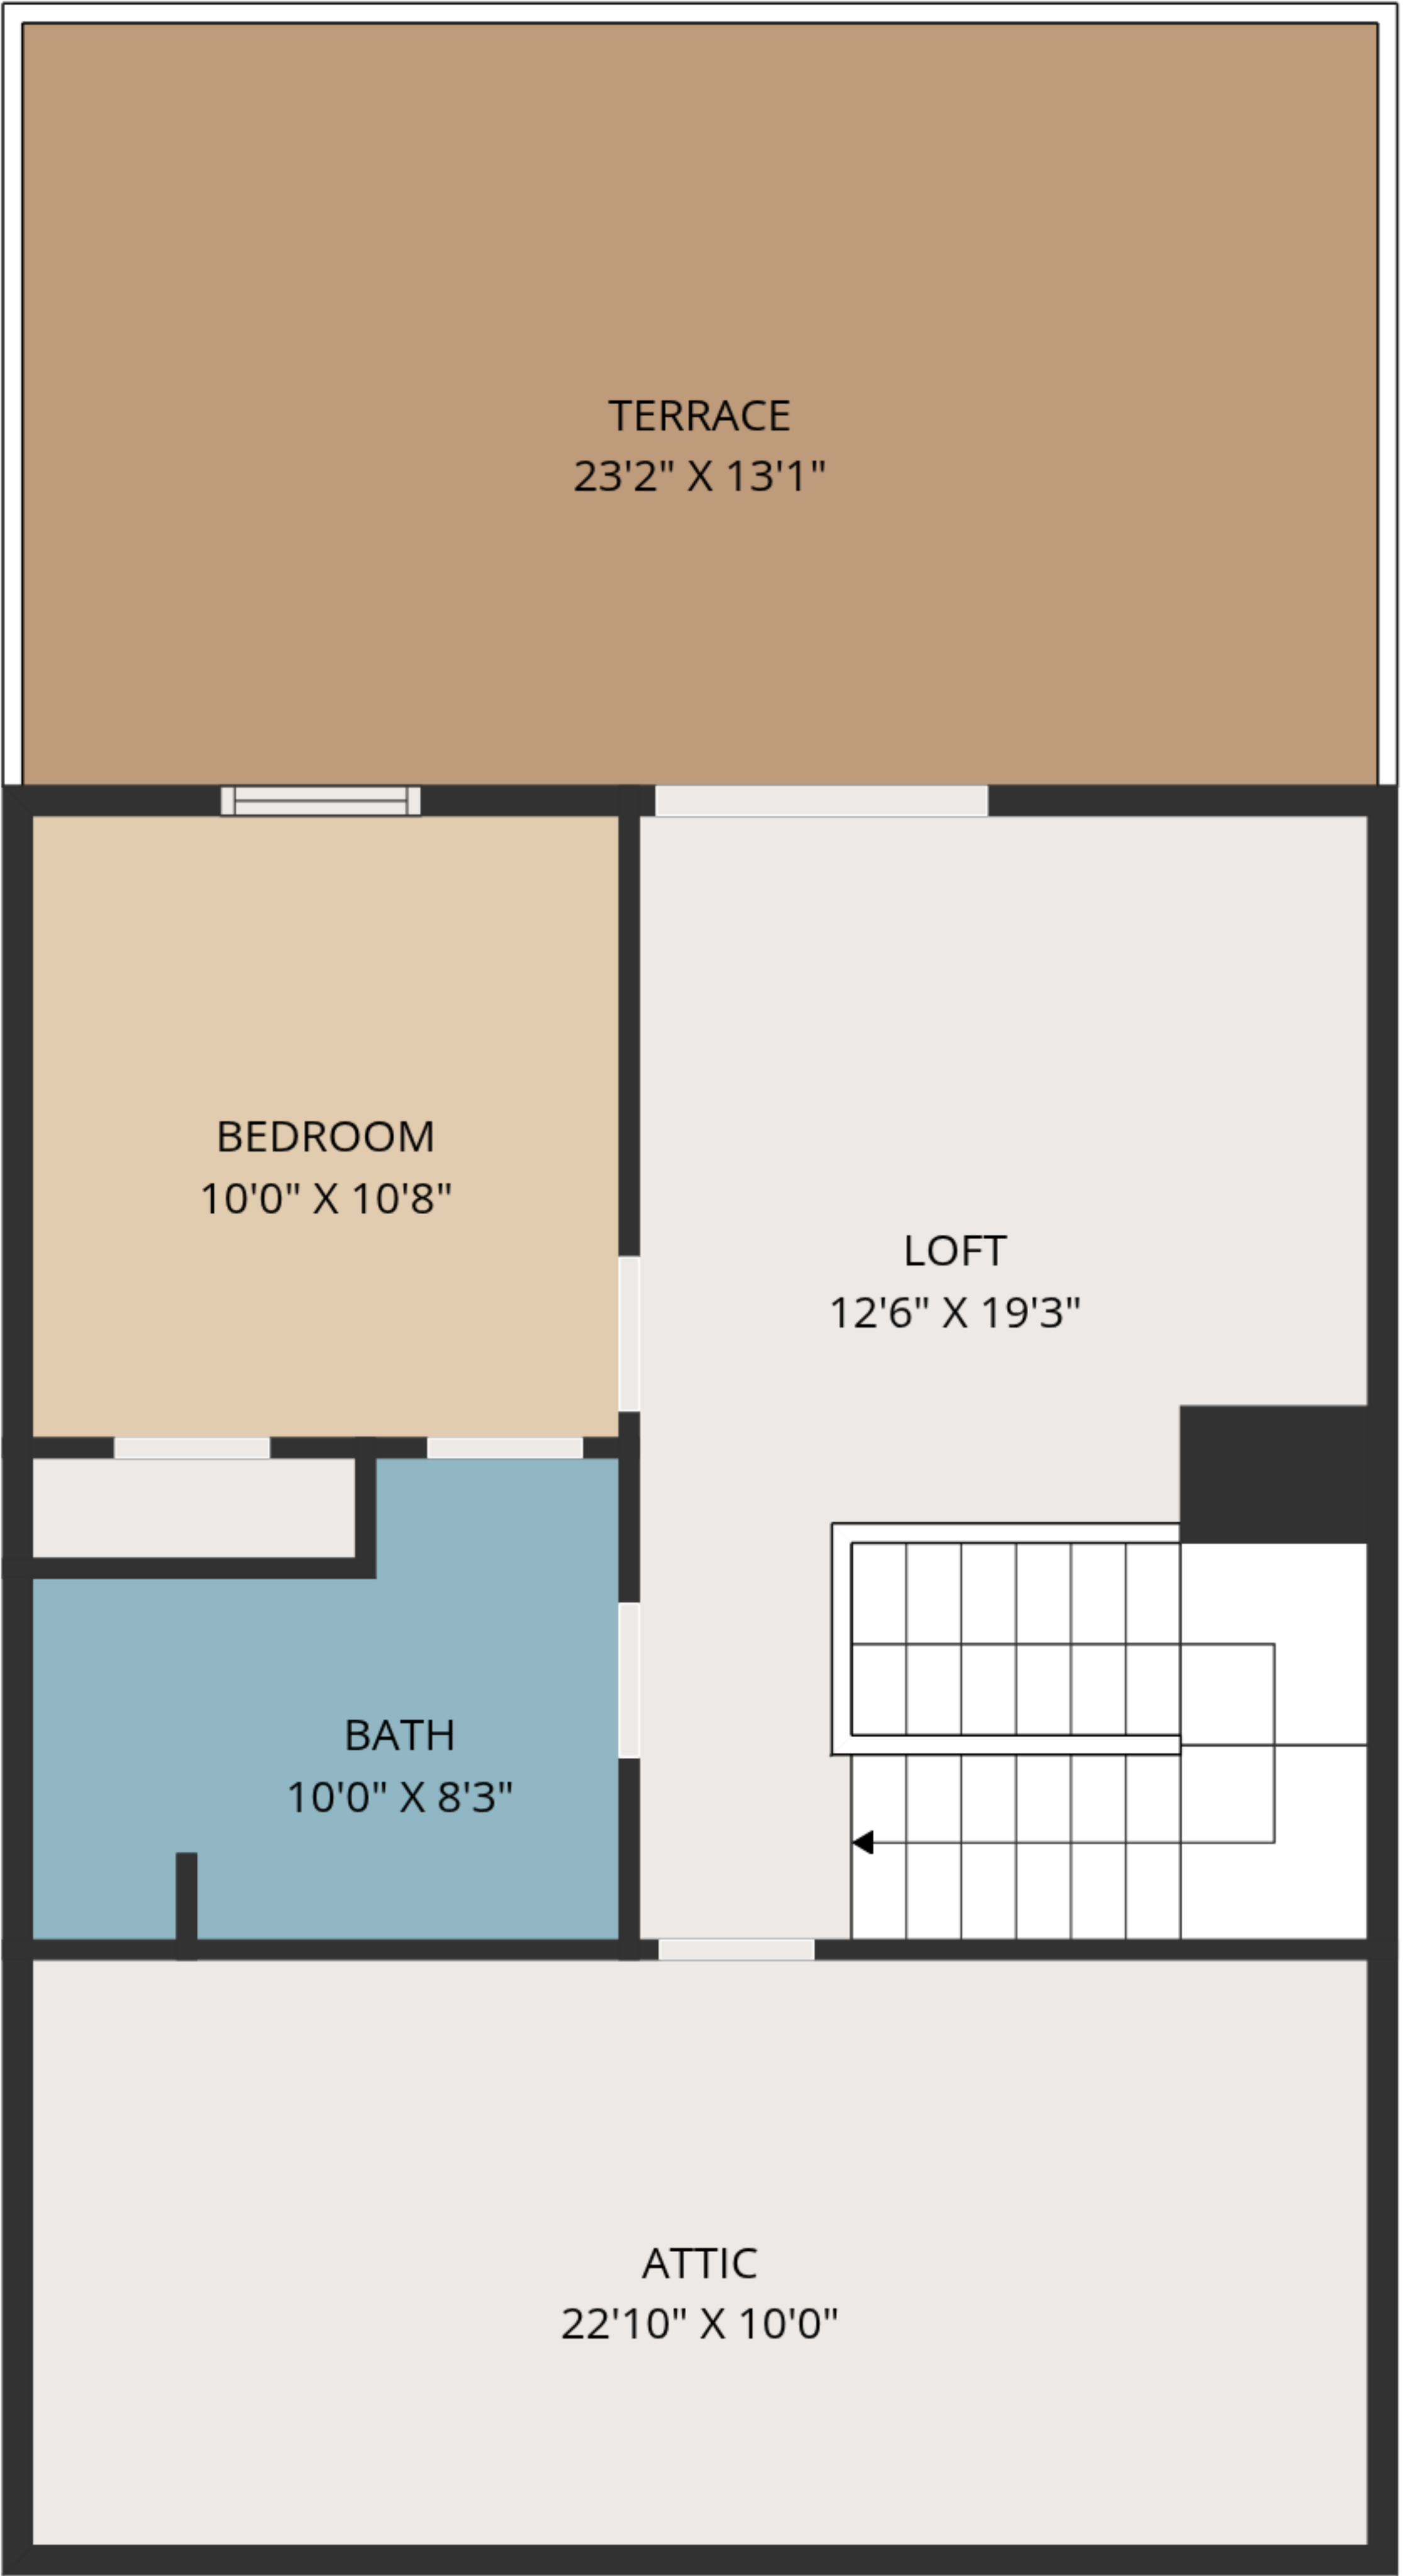 TERRACE
23'2" X 13'1"
BEDROOM
10'0" X 10'8"
LOFT
12'6" X 19'3"
BATH
10'0" X 8'3"
ATTIC
22'10" X 10'0"